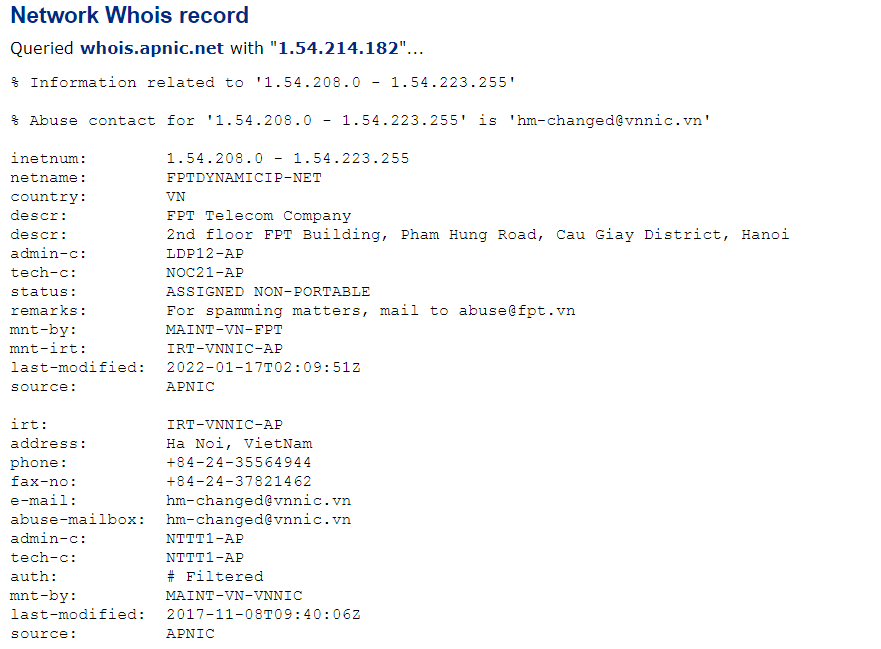 Network Whois record
Queried whois.apnic.net with "1.54.214.182"...
% Information related to '1.54.208.0 - 1.54.223.255'
% Abuse contact for '1.54.208.0 - 1.54.223.255' is 'hm-changed@vnnic.vn'
inetnum: 1.54.208.0 - 1.54.223.255
netname: FPTDYNAMICIP-NET
country: VN
descr: FPT Telecom Company
descr: 2nd floor FPT Building, Pham Hung Road, Cau Giay District, Hanoi
admin-c: LDP12-AP
tech-c: NOC21-AP
status: ASSIGNED NON-PORTABLE
remarks: For spamming matters, mail to abuse@fpt.vn
mnt-by: MAINT-VN-FPT
mnt-irt: IRT-VNNIC-AP
last-modified: 2022-01-17T02:09:51Z
source: APNIC
irt: IRT-VNNIC-AP
address: Ha Noi, VietNam
phone: +84-24-35564944
fax-no: +84-24-37821462
e-mail: hm-changed@vnnic.vn
abuse-mailbox: hm-changed@vnnic.vn
admin-c: NTTT1-AP
tech-c: NTTT1-AP
auth: # Filtered
mnt-by: MAINT-VN-VNNIC
last-modified: 2017-11-08T09:40:06Z
source: APNIC